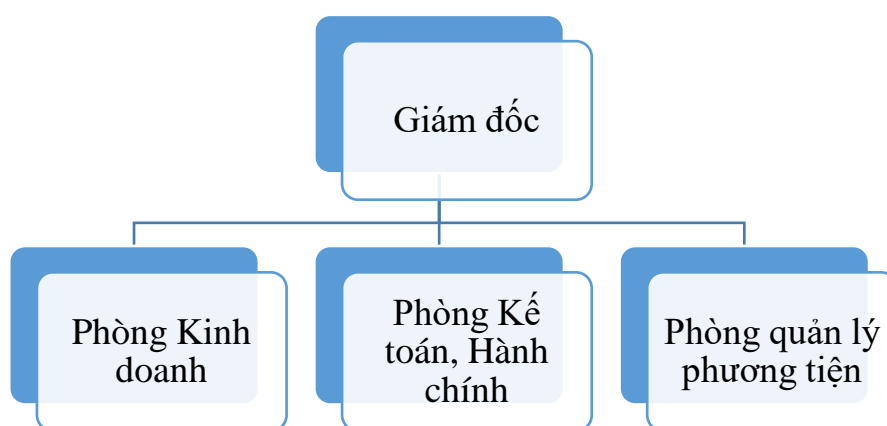 Giám đốc
Phòng Kinh
doanh
Phòng Kế
toán, Hành
chính
Phòng quản lý
phương tiện